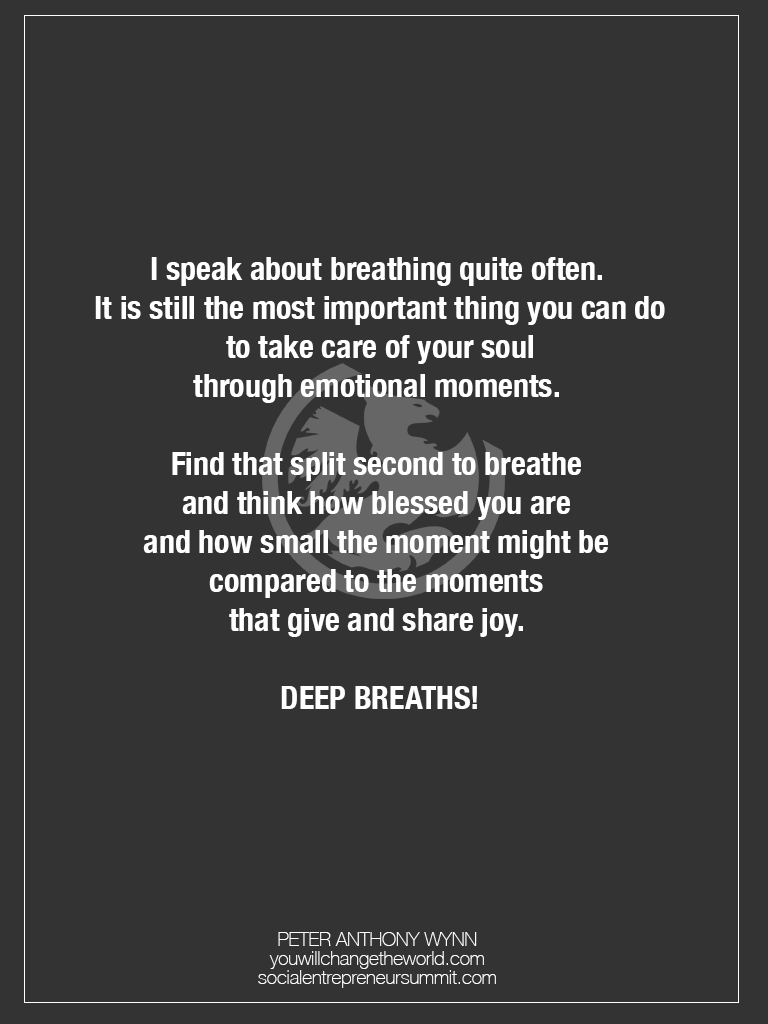 I speak about breathing quite often.
It is still the most important thing you can do
to take care of your soul
through emotional moments.
Find that split second to breathe
and think how blessed you are
and how small the moment might be
compared to the moments
that give and share joy.
DEEP BREATHS!
PETER ANTHONY WYNN
youwillchangetheworld.com
socialentrepreneursummit.com